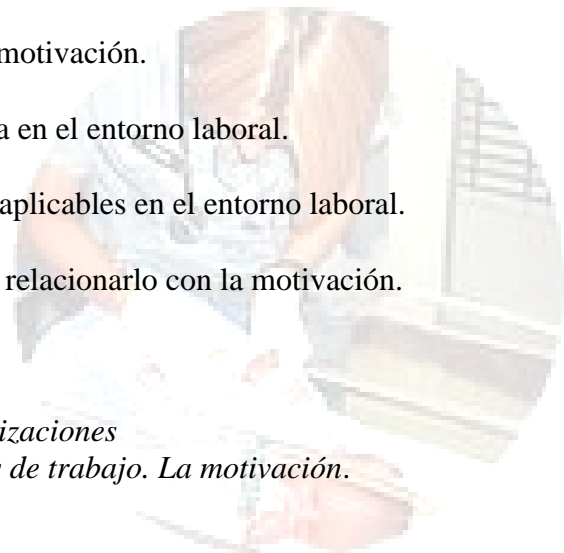 motivación.
a en el entorno laboral.
aplicables en el entorno laboral.
relacionarlo con la motivación.
izaciones
de trabajo. La motivación.